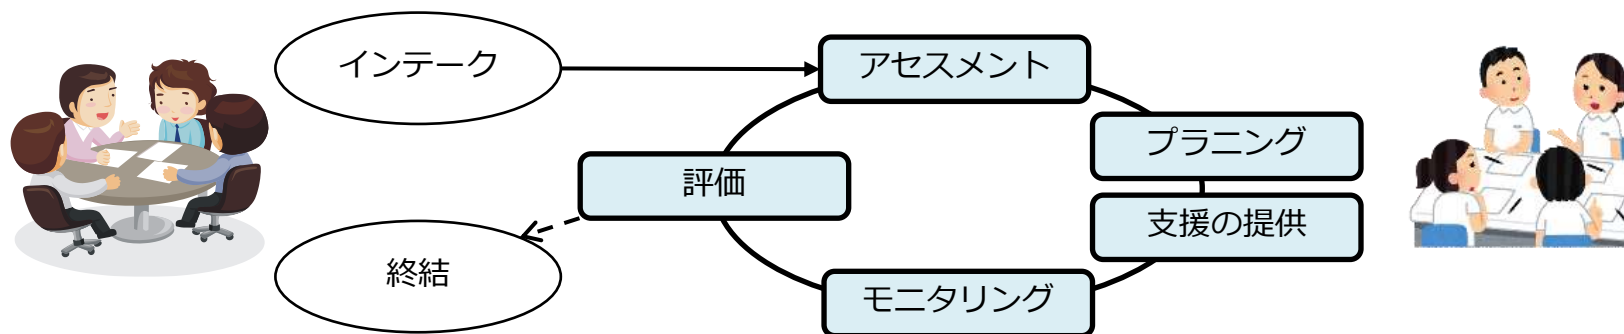 インテーク
アセスメント
プラニング
評価
支援の提供
終結
モニタリング